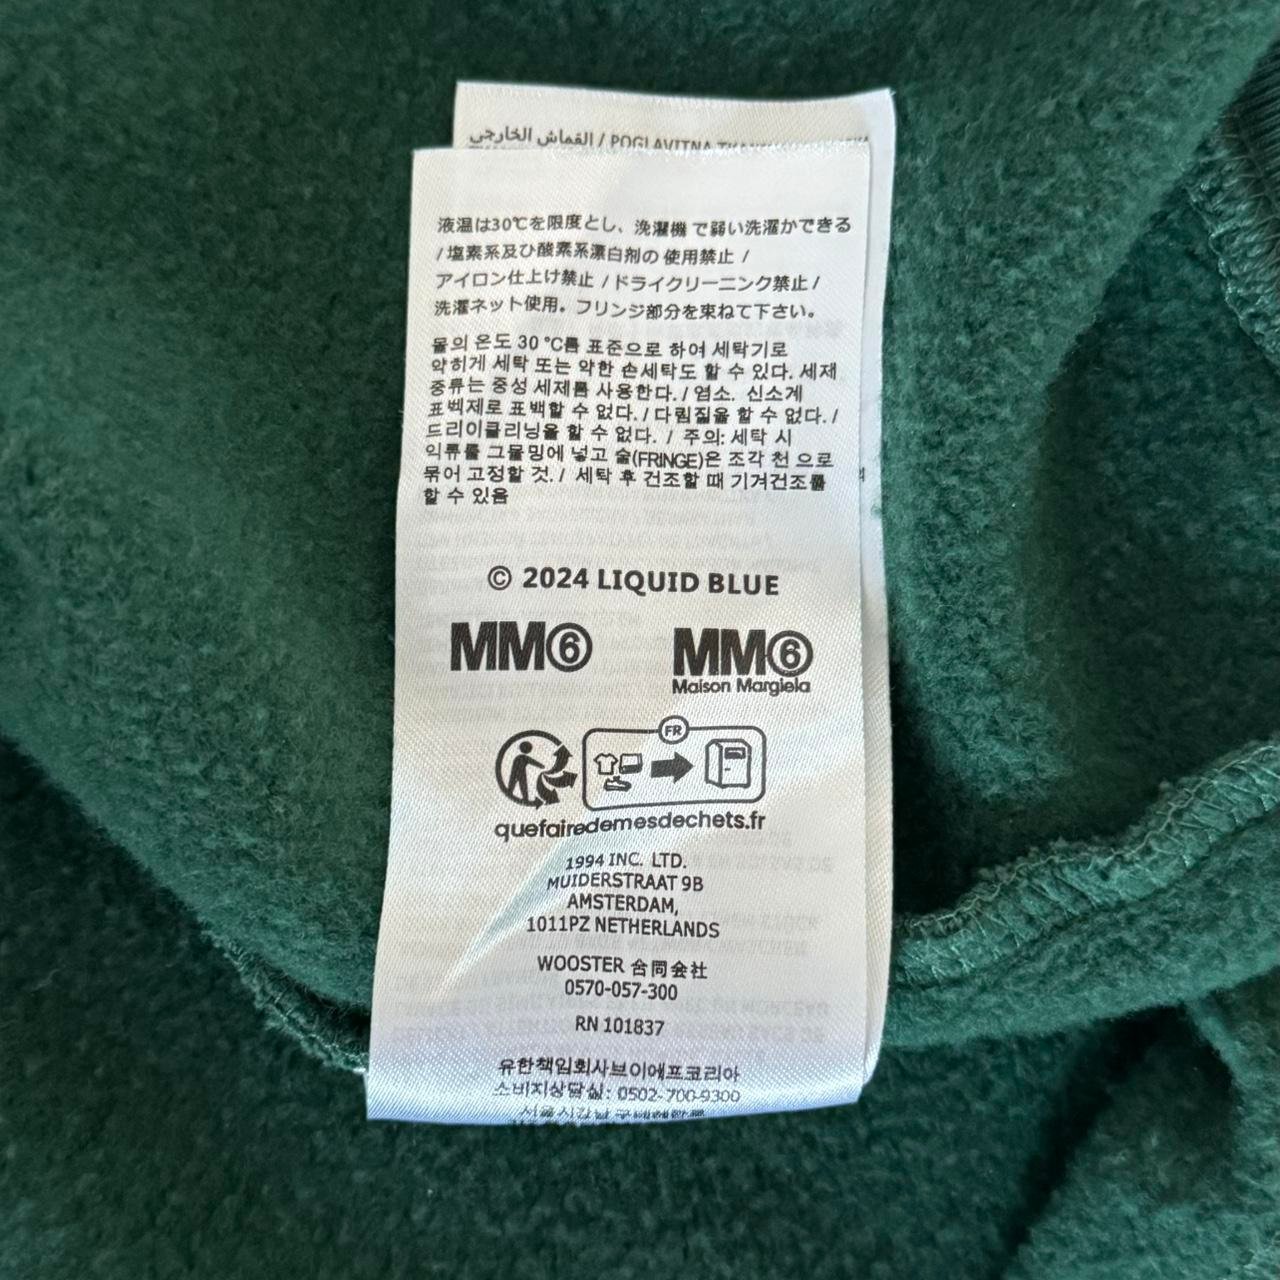 القماش الخارجي / POGLAVITNA
液温は30℃を限度とし、洗濯機 で弱い洗濯かできる
/ 塩素系及ひ酸素系漂白剤の 使用禁止 /
アイロン仕上げ禁止 / ドライクリーニンク禁止 /
洗濯ネット使用。フリンジ部分を束ねて下さい。
물의 온도 30 ℃를 표준으로 하여 세탁기로
약히게 세탁 또는 약한 손세탁도 할 수 있다. 세재
종류는 중성 세제를 사용한다. / 염소. 신소계
표벡제로 표백할 수 없다. / 다림질을 할 수 없다. /
드리이클리닝을 할 수 없다. / 주의: 세탁 시
익류를 그물밍에 넣고 술(FRINGE)은 조각 천 으로
묶어 고정할 것. / 세탁 후 건조할 때 기겨건조를
할 수 있음
© 2024 LIQUID BLUE
MM⑥
MM⑥
Maison Margiela
FR
quefairedemesdechets.fr
1994 INC. LTD.
MUIDERSTRAAT 9B
AMSTERDAM,
1011PZ NETHERLANDS
WOOSTER 合同会社
0570-057-300
RN 101837
유한책임회사브이에프코리아
소비지상담실: 0502-700-9300